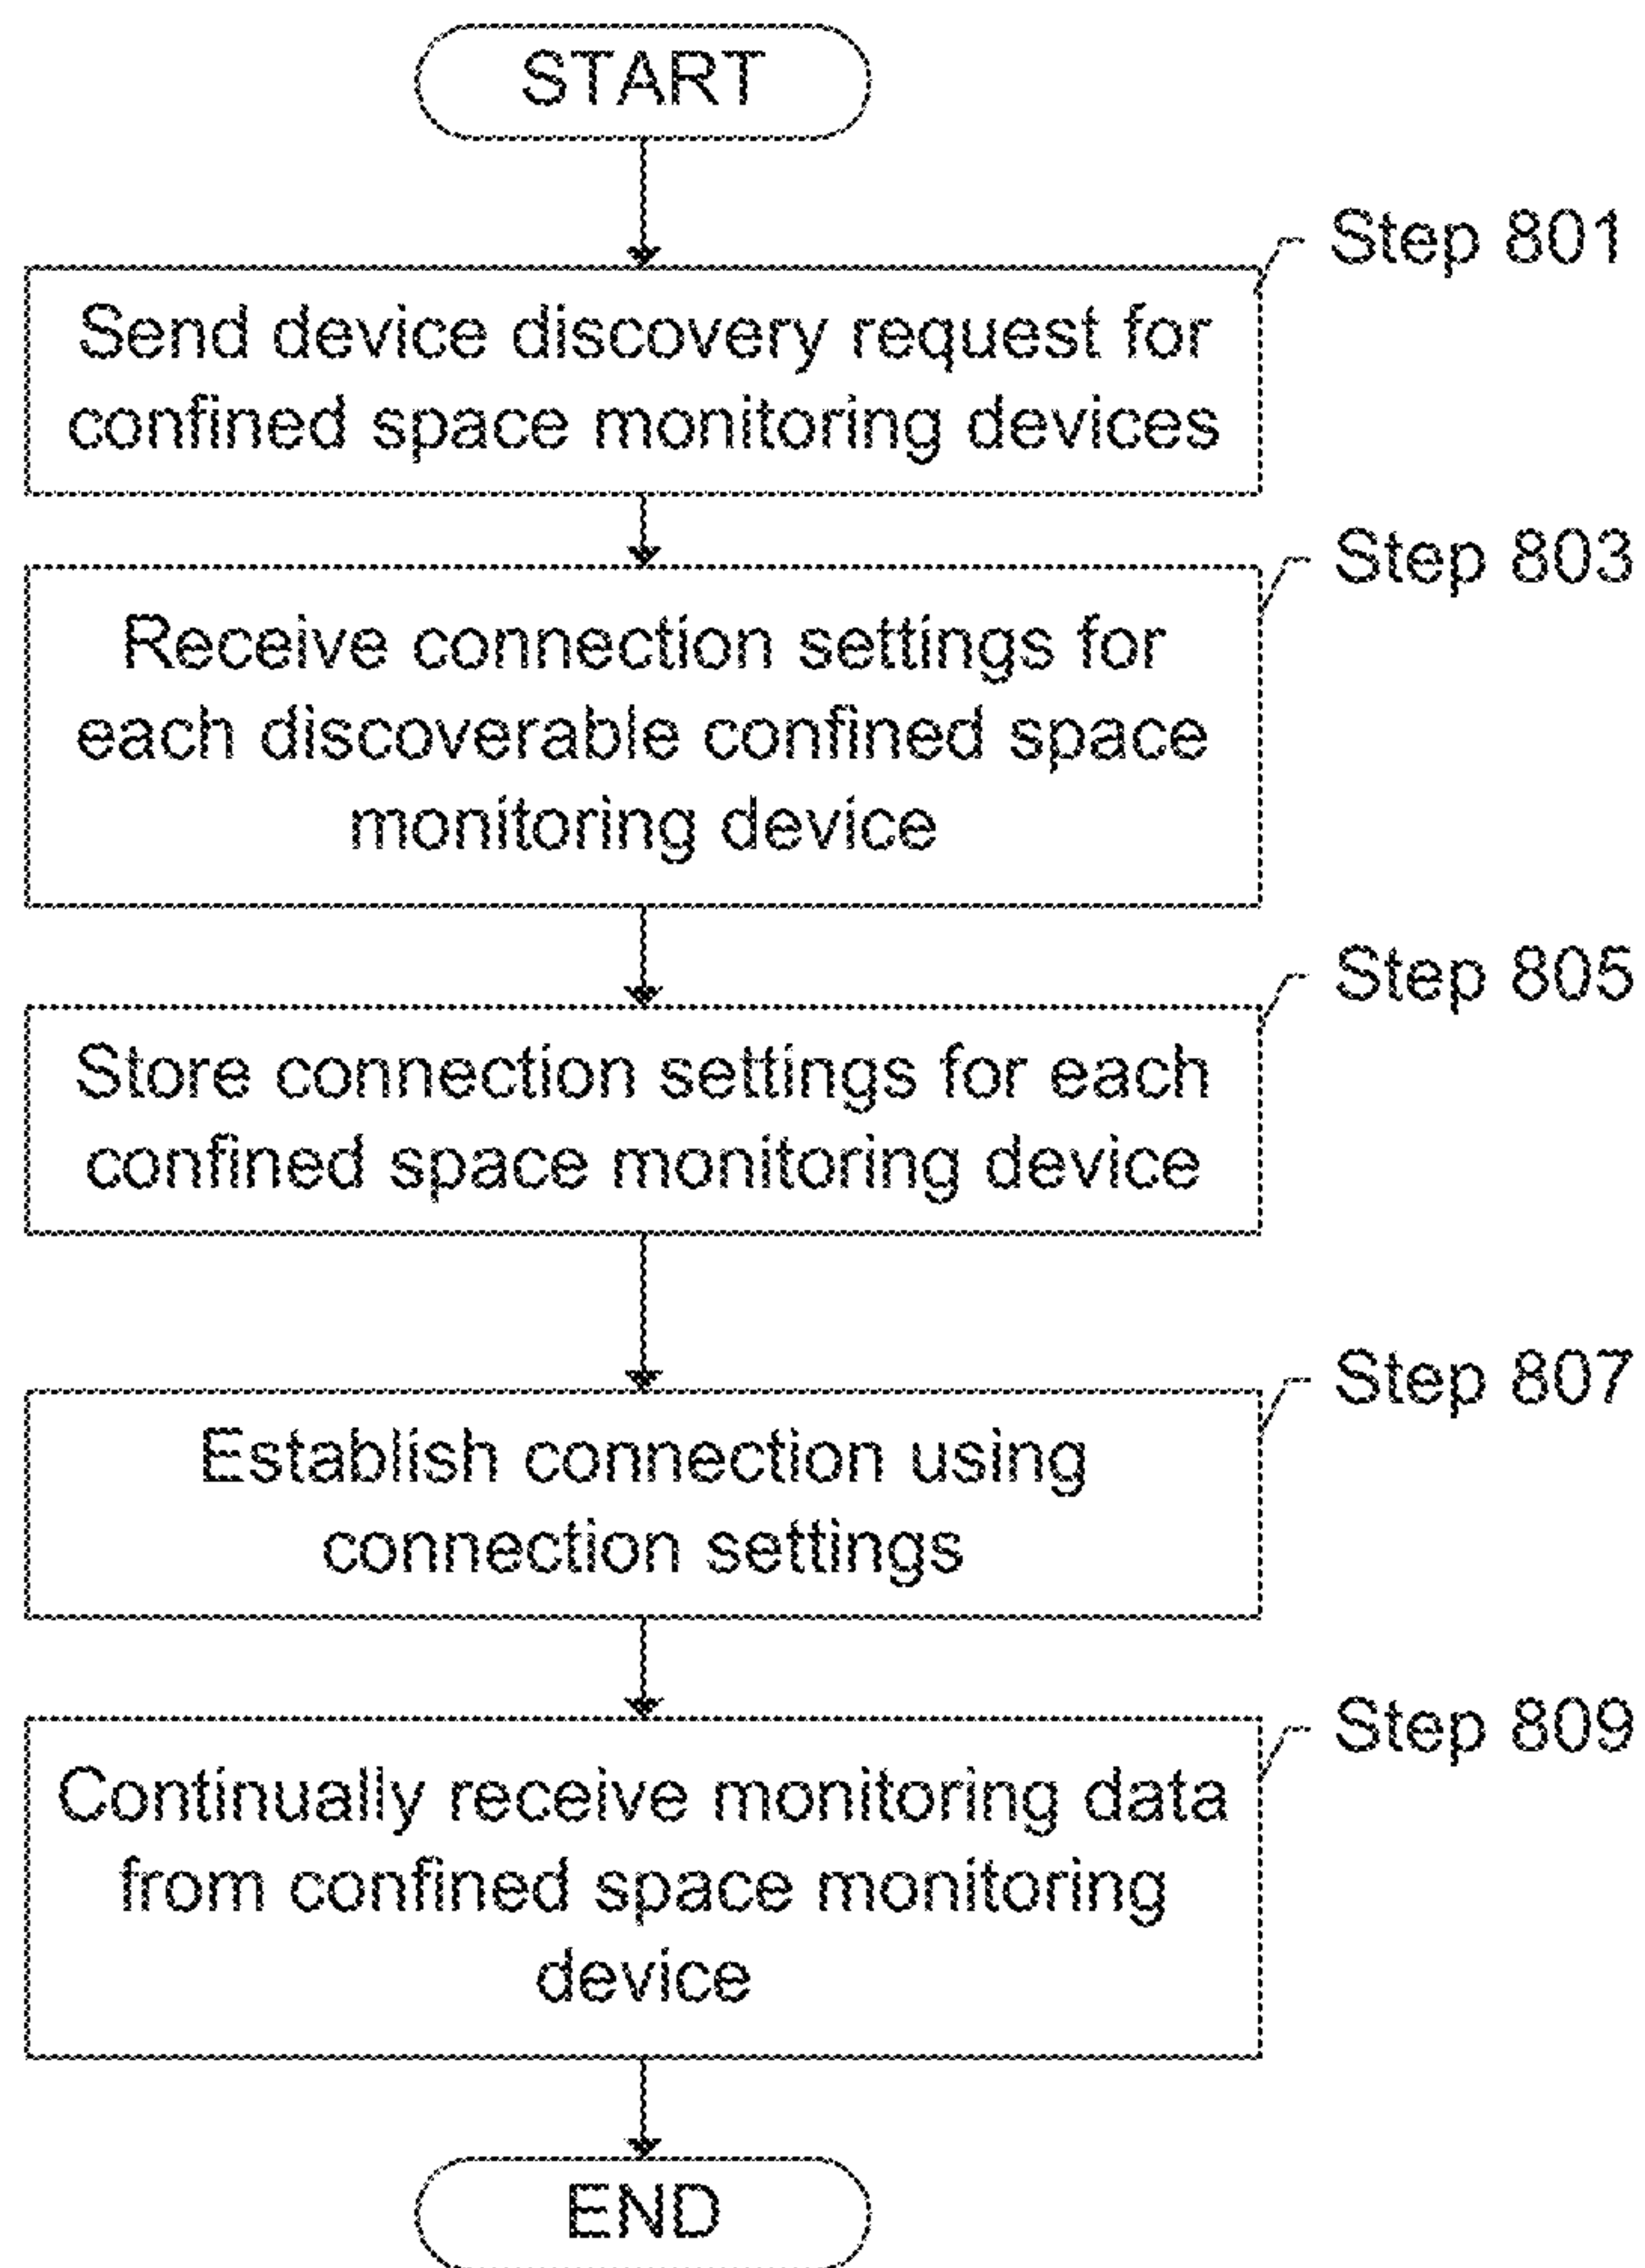 START
Step 801
Send device discovery request for
confined space monitoring devices
Step 803
Receive connection settings for
each discoverable confined space
monitoring device
Step 805
Store connection settings for each
confined space monitoring device
Step 807
Establish connection using
connection settings
Step 809
Continually receive monitoring data
from confined space monitoring
device
END